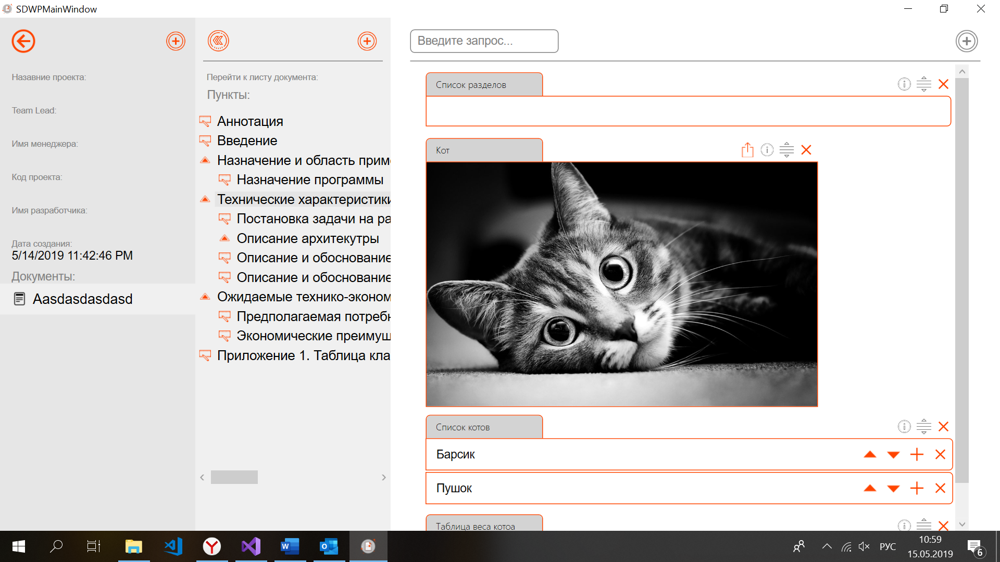 SDWPMainWindow
Назавние проекта:
Team Lead:
Имя менеджера:
Код проекта:
Имя разработчика:
Дата создания:
5/14/2019 11:42:46 PM
Документы:
Aasdasdasdasd
Перейти к листу документа:
Пункты:
Аннотация
Введение
Назначение и область прим
Назначение программы
Технические характеристики
Постановка задачи на ра
Описание архитекутры
Описание и обоснование
Описание и обоснование
Ожидаемые технико-эконом
Предполагаемая потребн
Экономические преимущ
Приложение 1. Таблица кла
Введите запрос...
Список разделов
Кот
Список котов
Барсик
Пушок
Таблица веса котоа
РУС
10:59
15.05.2019
6